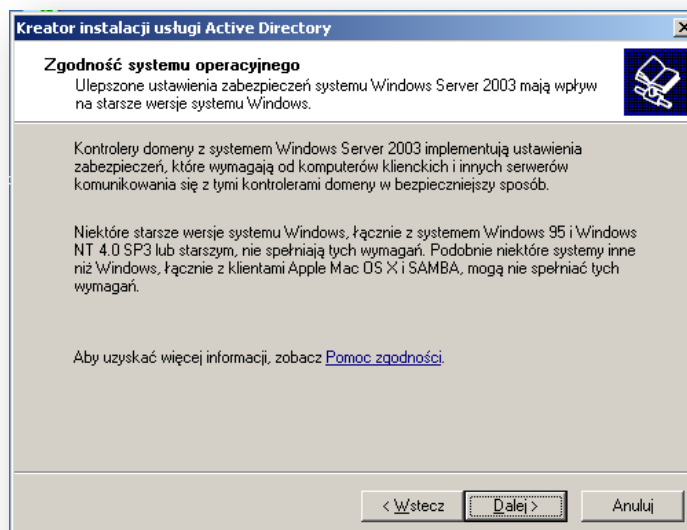 Kreator instalacji usługi Active Directory
Zgodność systemu operacyjnego
Ulepszone ustawienia zabezpieczeń systemu Windows Server 2003 mają wpływ
na starsze wersje systemu Windows.
Kontrolery domeny z systemem Windows Server 2003 implementują ustawienia
zabezpieczeń, które wymagają od komputerów klienckich i innych serwerów
komunikowania się z tymi kontrolerami domeny w bezpieczniejszy sposób.
Niektóre starsze wersje systemu Windows, łącznie z systemem Windows 95 i Windows
NT 4.0 SP3 lub starszym, nie spełniają tych wymagań. Podobnie niektóre systemy inne
niż Windows, łącznie z klientami Apple Mac OS X i SAMBA, mogą nie spełniać tych
wymagań.
Aby uzyskać więcej informacji, zobacz Pomoc zgodności.
< Wstecz Dalej > Anuluj